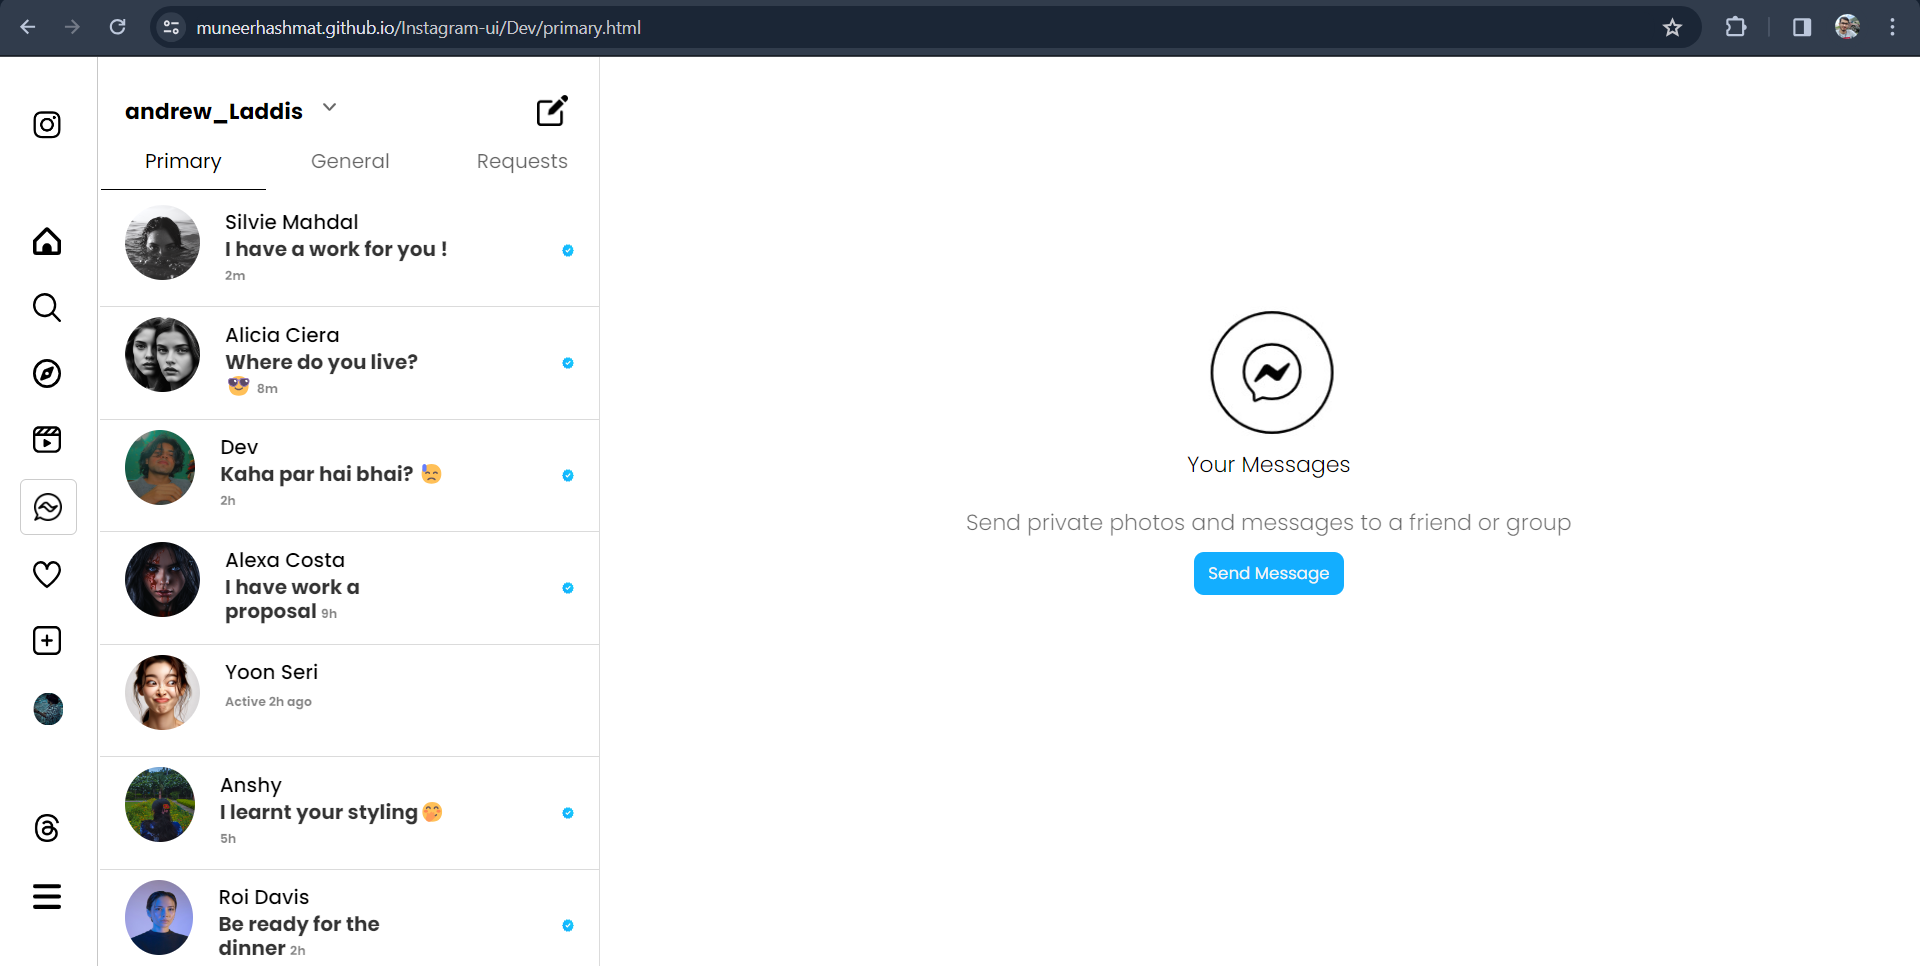 muneerhashmat.github.io/Instagram-ui/Dev/primary.html
andrew_Laddis
Primary General Requests
Silvie Mahdal
I have a work for you !
2m
Alicia Ciera
Where do you live?
😎 8m
Dev
Kaha par hai bhai? 😓
2h
Alexa Costa
I have work a
proposal 9h
Yoon Seri
Active 2h ago
Anshy
I learnt your styling🤭
5h
Roi Davis
Be ready for the
dinner 2h
Your Messages
Send private photos and messages to a friend or group
Send Message